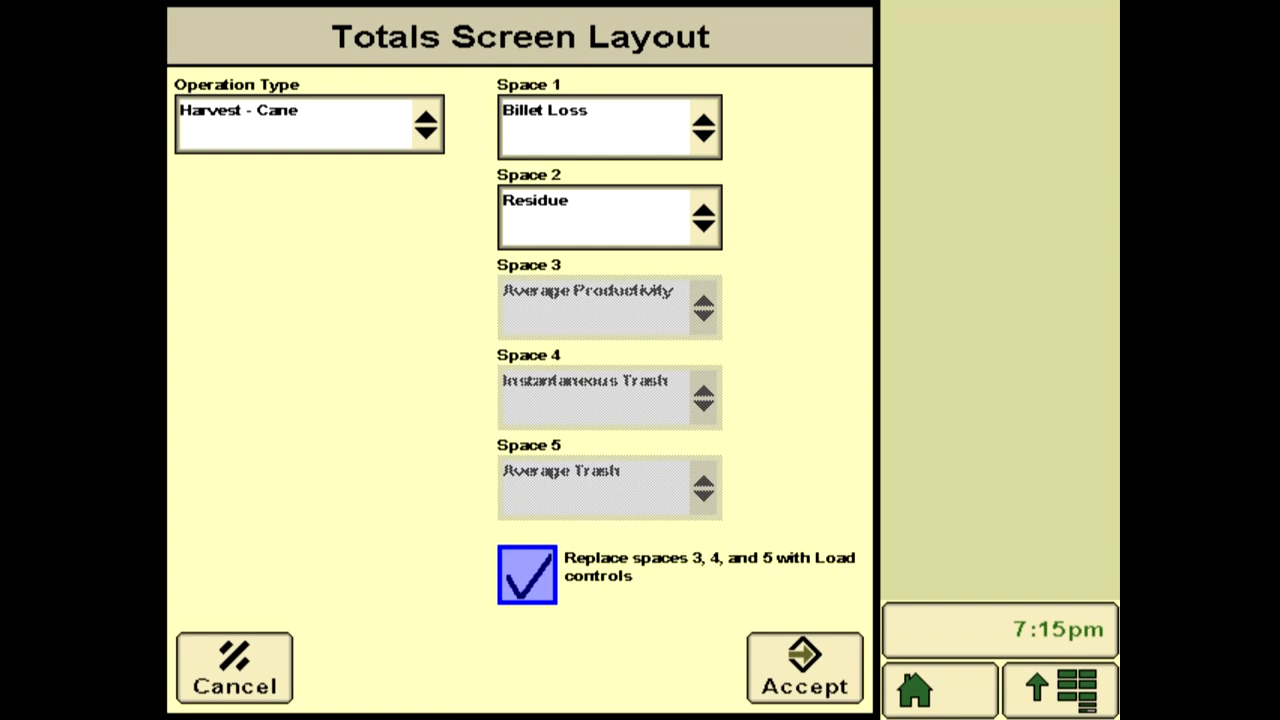 Totals Screen Layout
Operation Type
Harvest - Cane
Space 1
Billet Loss
Space 2
Residue
Space 3
Average Productivity
Space 4
Instantaneous Trash
Space 5
Average Trash
Replace spaces 3, 4, and 5 with Load
controls
Cancel
Accept
7:15pm